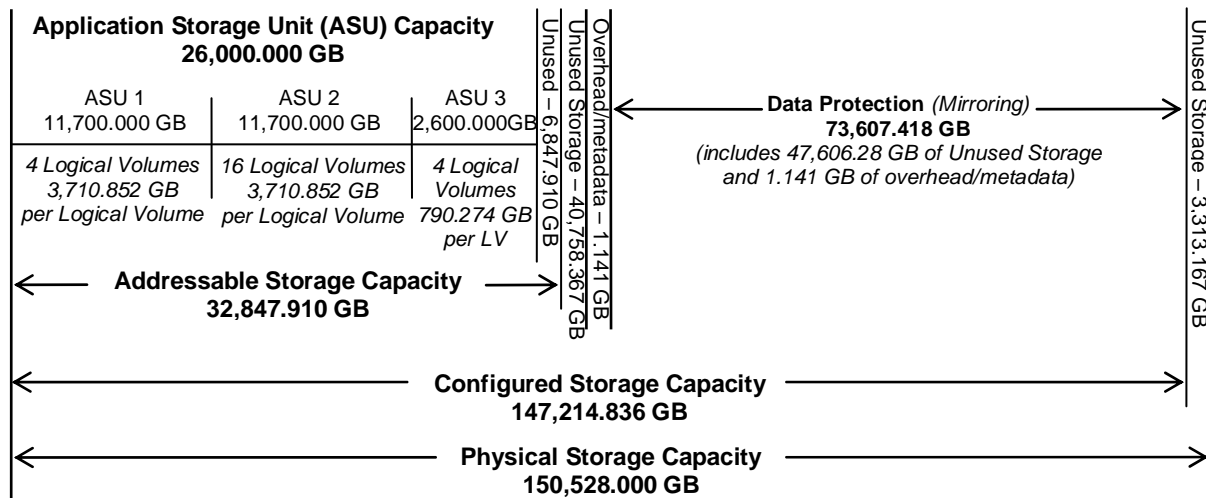 Application Storage Unit (ASU) Capacity
26,000.000 GB
ASU 1
11,700.000 GB
4 Logical Volumes
3,710.852 GB
per Logical Volume
ASU 2
11,700.000 GB
16 Logical Volumes
3,710.852 GB
per Logical Volume
ASU 3
2,600.000GB
4 Logical
Volumes
790.274 GB
per LV
Unused – 6,847.910 GB
Unused Storage – 40,758.367 GB
Overhead/metadata – 1.141 GB
Data Protection (Mirroring)
73,607.418 GB
(includes 47,606.28 GB of Unused Storage
and 1.141 GB of overhead/metadata)
Unused Storage – 3,313.167 GB
Addressable Storage Capacity
32,847.910 GB
Configured Storage Capacity
147,214.836 GB
Physical Storage Capacity
150,528.000 GB